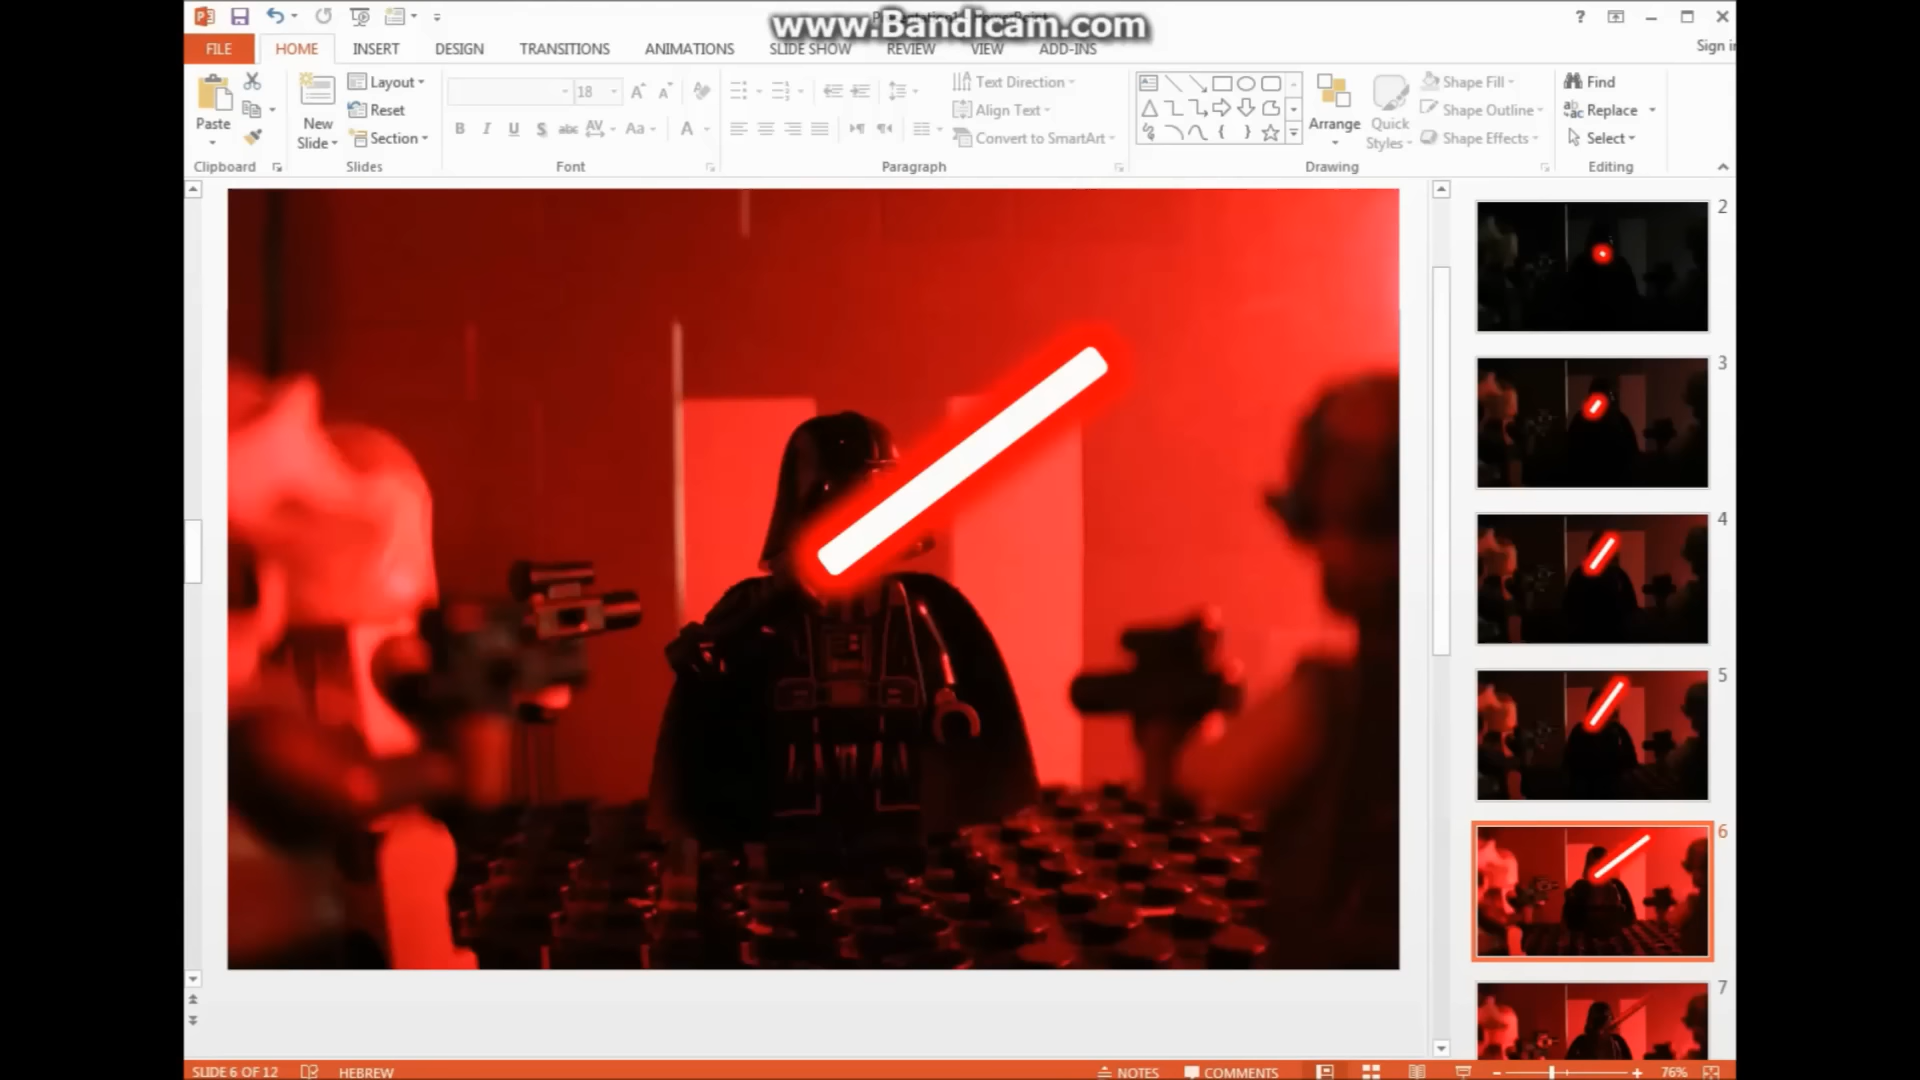 www.Bandicam.com
Sign in
FILE HOME INSERT DESIGN TRANSITIONS ANIMATIONS SLIDE SHOW REVIEW VIEW ADD-INS
Paste
Clipboard
New
Slide
Layout
Reset
Section
Slides
18
Font
Text Direction
Align Text
Convert to SmartArt
Paragraph
Arrange
Quick
Styles
Shape Fill
Shape Outline
Shape Effects
Drawing
Find
Replace
Select
Editing
2
3
4
5
6
7
SLIDE 6 OF 12 HEBREW NOTES COMMENTS 76%